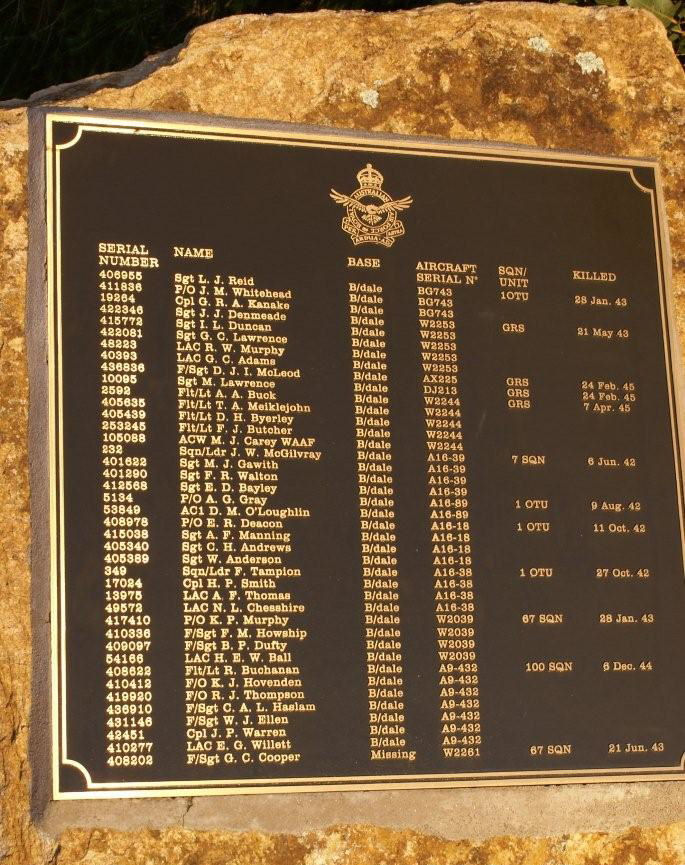 AUSTRALIAN
PER ARDUA AD ASTRA
SERIAL NUMBER NAME BASE AIRCRAFT SERIAL Nº SQN/ UNIT KILLED
406955 Sgt L. J. Reid B/dale BG743 1OTU 28 Jan. 43
411836 P/O J. M. Whitehead B/dale BG743
19264 Cpl G. R. A. Kanake B/dale BG743
422346 Sgt J. J. Denmeade B/dale W2253 GRS 21 May 43
415772 Sgt I. L. Duncan B/dale W2253
422081 Sgt G. C. Lawrence B/dale W2253
48223 LAC R. W. Murphy B/dale W2253
40393 LAC G. C. Adams B/dale W2253
436836 F/Sgt D. J. I. McLeod B/dale AX225 GRS 24 Feb. 45
10095 Sgt M. Lawrence B/dale DJ213 GRS 24 Feb. 45
2592 Flt/Lt A. A. Buck B/dale W2244 GRS 7 Apr. 45
405635 Flt/Lt T. A. Meiklejohn B/dale W2244
405439 Flt/Lt D. H. Byerley B/dale W2244
253245 Flt/Lt F. J. Butcher B/dale W2244
105088 ACW M. J. Carey WAAF B/dale W2244
232 Sqn/Ldr J. W. McGilvray B/dale A16-39 7 SQN 6 Jun. 42
401622 Sgt M. J. Gawith B/dale A16-39
401290 Sgt F. R. Walton B/dale A16-39
412568 Sgt E. D. Bayley B/dale A16-39
5134 P/O A. G. Gray B/dale A16-89 1 OTU 9 Aug. 42
53849 AC1 D. M. O'Loughlin B/dale A16-89
408978 P/O E. R. Deacon B/dale A16-18 1 OTU 11 Oct. 42
415038 Sgt A. F. Manning B/dale A16-18
405340 Sgt C. H. Andrews B/dale A16-18
405389 Sgt W. Anderson B/dale A16-18
349 Sqn/Ldr F. Tampion B/dale A16-38 1 OTU 27 Oct. 42
17024 Cpl H. P. Smith B/dale A16-38
13975 LAC A. F. Thomas B/dale A16-38
49572 LAC N. L. Chesshire B/dale A16-38
417410 P/O K. P. Murphy B/dale W2039 67 SQN 28 Jan. 43
410336 F/Sgt F. M. Howship B/dale W2039
409097 F/Sgt B. P. Dufty B/dale W2039
54166 LAC H. E. W. Ball B/dale W2039
408622 Flt/Lt R. Buchanan B/dale A9-432 100 SQN 6 Dec. 44
410412 F/O K. J. Hovenden B/dale A9-432
419920 F/O R. J. Thompson B/dale A9-432
436910 F/Sgt C. A. L. Haslam B/dale A9-432
431146 F/Sgt W. J. Ellen B/dale A9-432
42451 Cpl J. P. Warren B/dale A9-432
410277 LAC E. G. Willett B/dale A9-432
408202 F/Sgt G. C. Cooper Missing W2261 67 SQN 21 Jun. 43